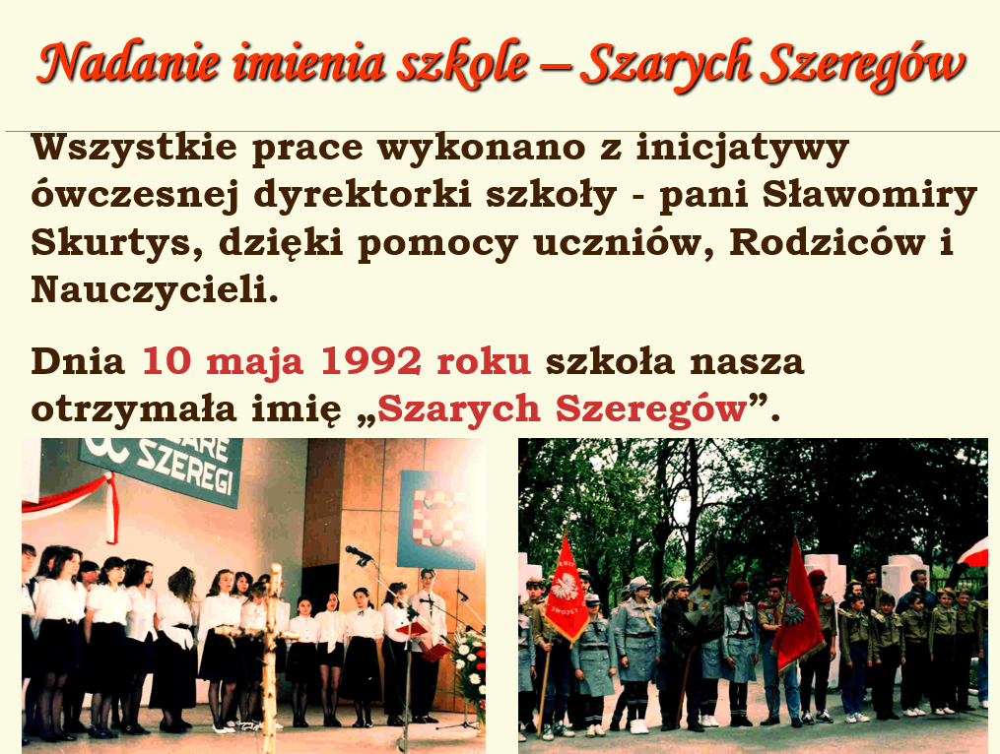 Nadanie imienia szkole – Szarych Szeregów
Wszystkie prace wykonano z inicjatywy
ówczesnej dyrektorki szkoły - pani Sławomiry
Skurtys, dzięki pomocy uczniów, Rodziców i
Nauczycieli.
Dnia 10 maja 1992 roku szkoła nasza
otrzymała imię „Szarych Szeregów”.
SZEREGI
SWOJEJ